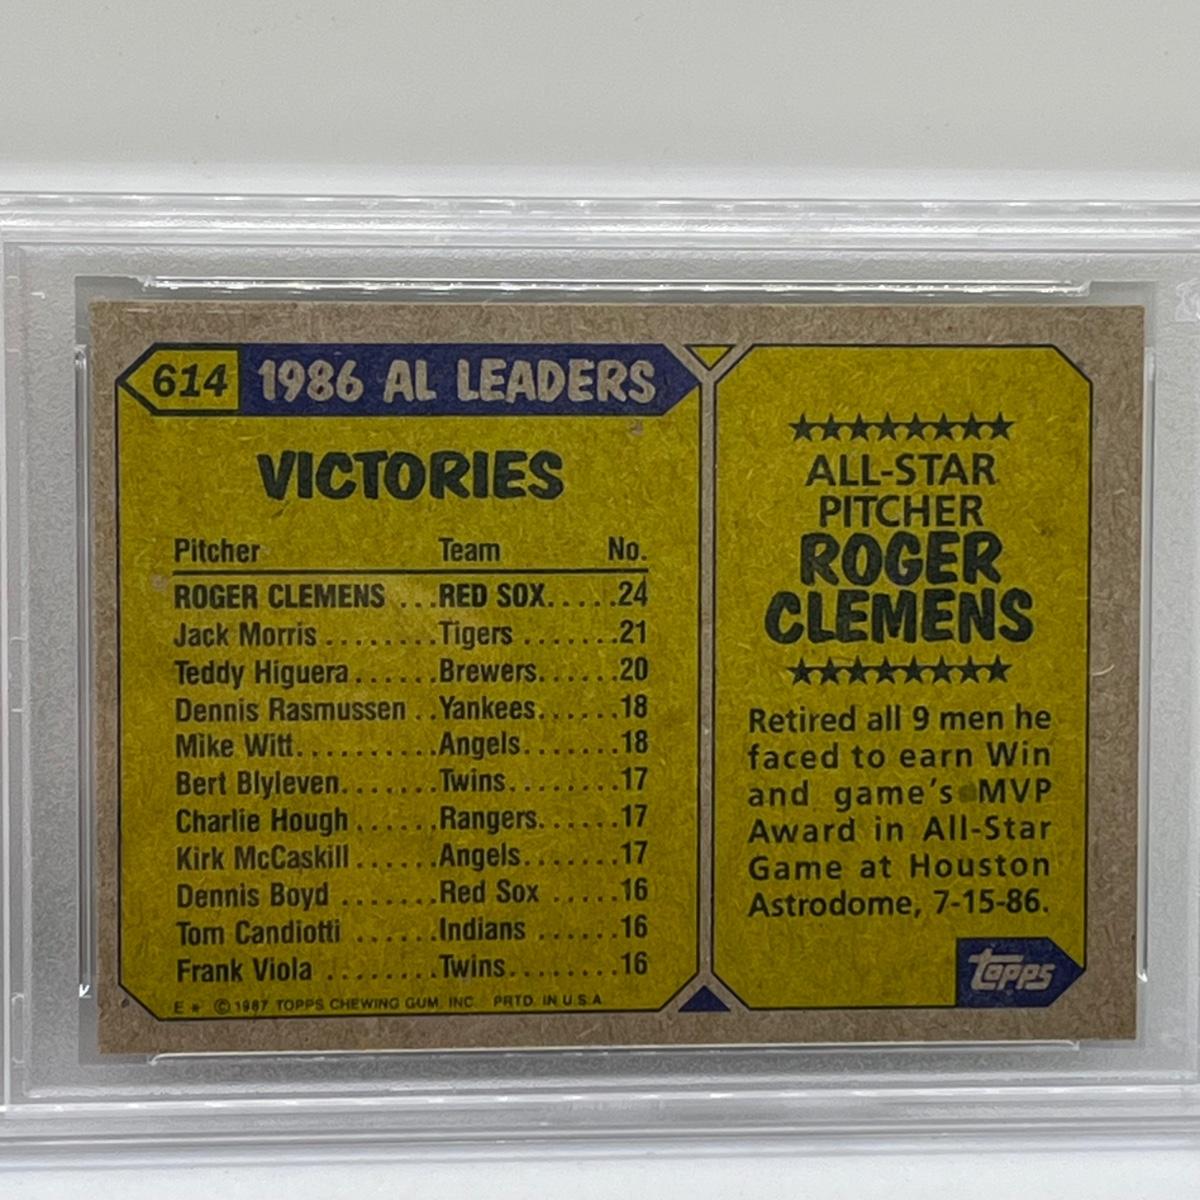 614 1986 AL LEADERS
VICTORIES
Pitcher Team No.
ROGER CLEMENS ...RED SOX.....24
Jack Morris ........Tigers .......21
Teddy Higuera......Brewers......20
Dennis Rasmussen ..Yankees......18
Mike Witt..........Angels.......18
Bert Blyleven.......Twins........17
Charlie Hough ......Rangers......17
Kirk McCaskill ......Angels.......17
Dennis Boyd .......Red Sox .....16
Tom Candiotti ......Indians ......16
Frank Viola ........Twins........16
E * © 1987 TOPPS CHEWING GUM, INC. PRTD. IN U.S.A.
★★★★★★★★
ALL-STAR
PITCHER
ROGER
CLEMENS
★★★★★★★★
Retired all 9 men he
faced to earn Win
and game's MVP
Award in All-Star
Game at Houston
Astrodome, 7-15-86.
topps